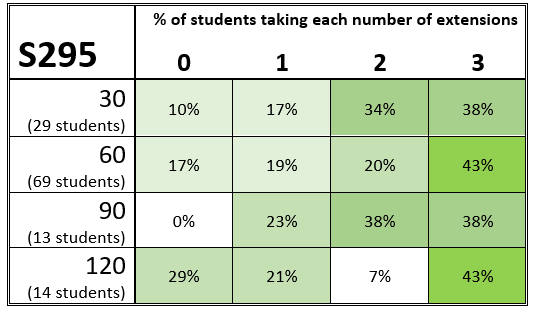 % of students taking each number of extensions
S295
0 1 2 3
30
(29 students)
10% 17% 34% 38%
60
(69 students)
17% 19% 20% 43%
90
(13 students)
0% 23% 38% 38%
120
(14 students)
29% 21% 7% 43%